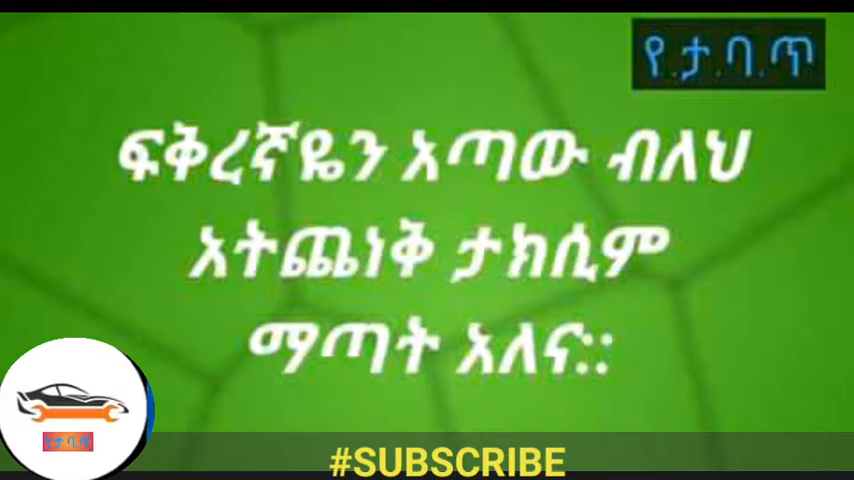 የ.ታ.ባ.ጥ
ፍቅረኛዬን አጣው ብለህ
አትጨነቅ ታክሲም
ማጣት አለና::
የ.ታ.ባ.ጥ
#SUBSCRIBE